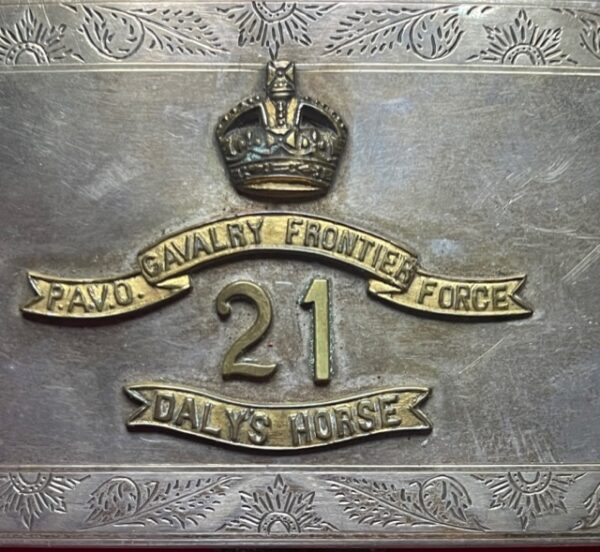 P.A.V.O. CAVALRY FRONTIER FORCE
21
DALY'S HORSE